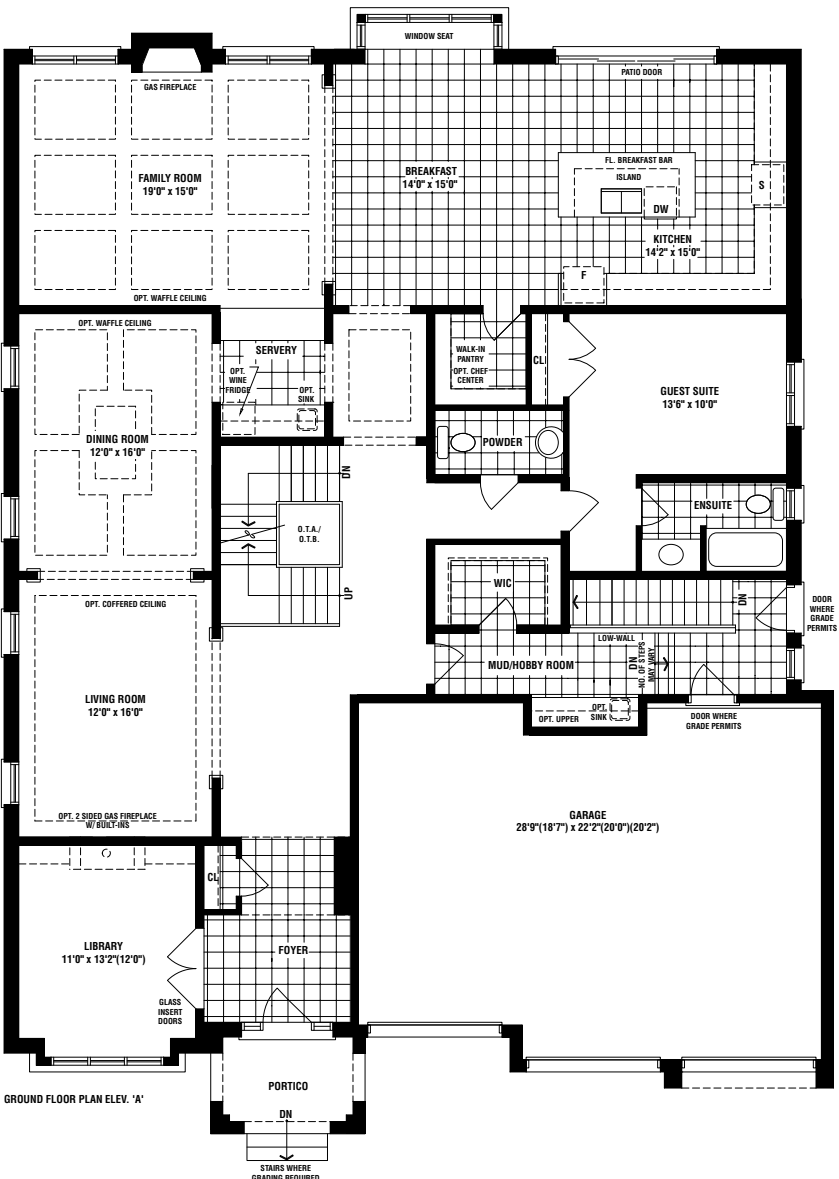 WINDOW SEAT
GAS FIREPLACE
PATIO DOOR
FAMILY ROOM
19'0" x 15'0"
BREAKFAST
14'0" x 15'0"
FL. BREAKFAST BAR
ISLAND
DW
S
KITCHEN
14'2" x 15'0"
F
OPT. WAFFLE CEILING
OPT. WAFFLE CEILING
SERVERY
OPT.
WINE
FRIDGE
OPT.
SINK
WALK-IN
PANTRY
OPT. CHEF
CENTER
CL
GUEST SUITE
13'6" x 10'0"
DINING ROOM
12'0" x 16'0"
POWDER
DN
ENSUITE
O.T.A./
O.T.B.
UP
WIC
DN
DOOR
WHERE
GRADE
PERMITS
OPT. COFFERED CEILING
LOW-WALL
MUD/HOBBY ROOM
DN
NO. OF STEPS
MAY VARY
LIVING ROOM
12'0" x 16'0"
OPT. UPPER
OPT.
SINK
DOOR WHERE
GRADE PERMITS
OPT. 2 SIDED GAS FIREPLACE
W/ BUILT-INS
GARAGE
28'9"(18'7") x 22'2"(20'0")(20'2")
CL
LIBRARY
11'0" x 13'2"(12'0")
FOYER
GLASS
INSERT
DOORS
PORTICO
GROUND FLOOR PLAN ELEV. 'A'
DN
STAIRS WHERE
GRADING REQUIRED